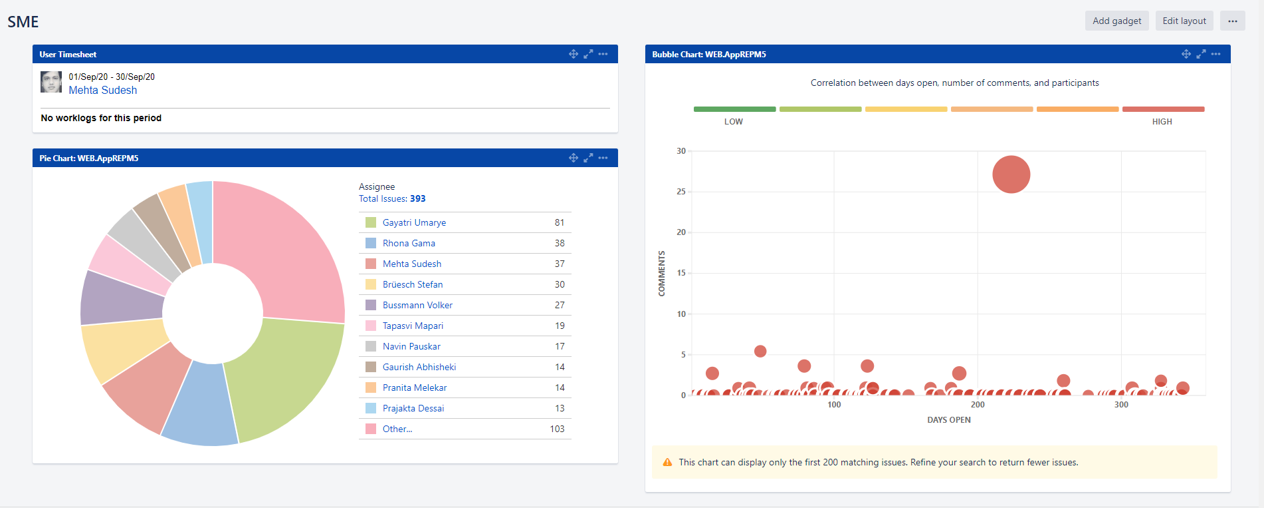 SME
Add gadget
Edit layout
User Timesheet
01/Sep/20 - 30/Sep/20
Mehta Sudesh
No worklogs for this period
Pie Chart: WEB.AppREPM5
Assignee
Total Issues: 393
Gayatri Umarye 81
Rhona Gama 38
Mehta Sudesh 37
Brüesch Stefan 30
Bussmann Volker 27
Tapasvi Mapari 19
Navin Pauskar 17
Gaurish Abhisheki 14
Pranita Melekar 14
Prajakta Dessai 13
Other... 103
Bubble Chart: WEB.AppREPM5
Correlation between days open, number of comments, and participants
LOW
HIGH
COMMENTS
30
25
20
15
10
5
0
100 200 300
DAYS OPEN
This chart can display only the first 200 matching issues. Refine your search to return fewer issues.